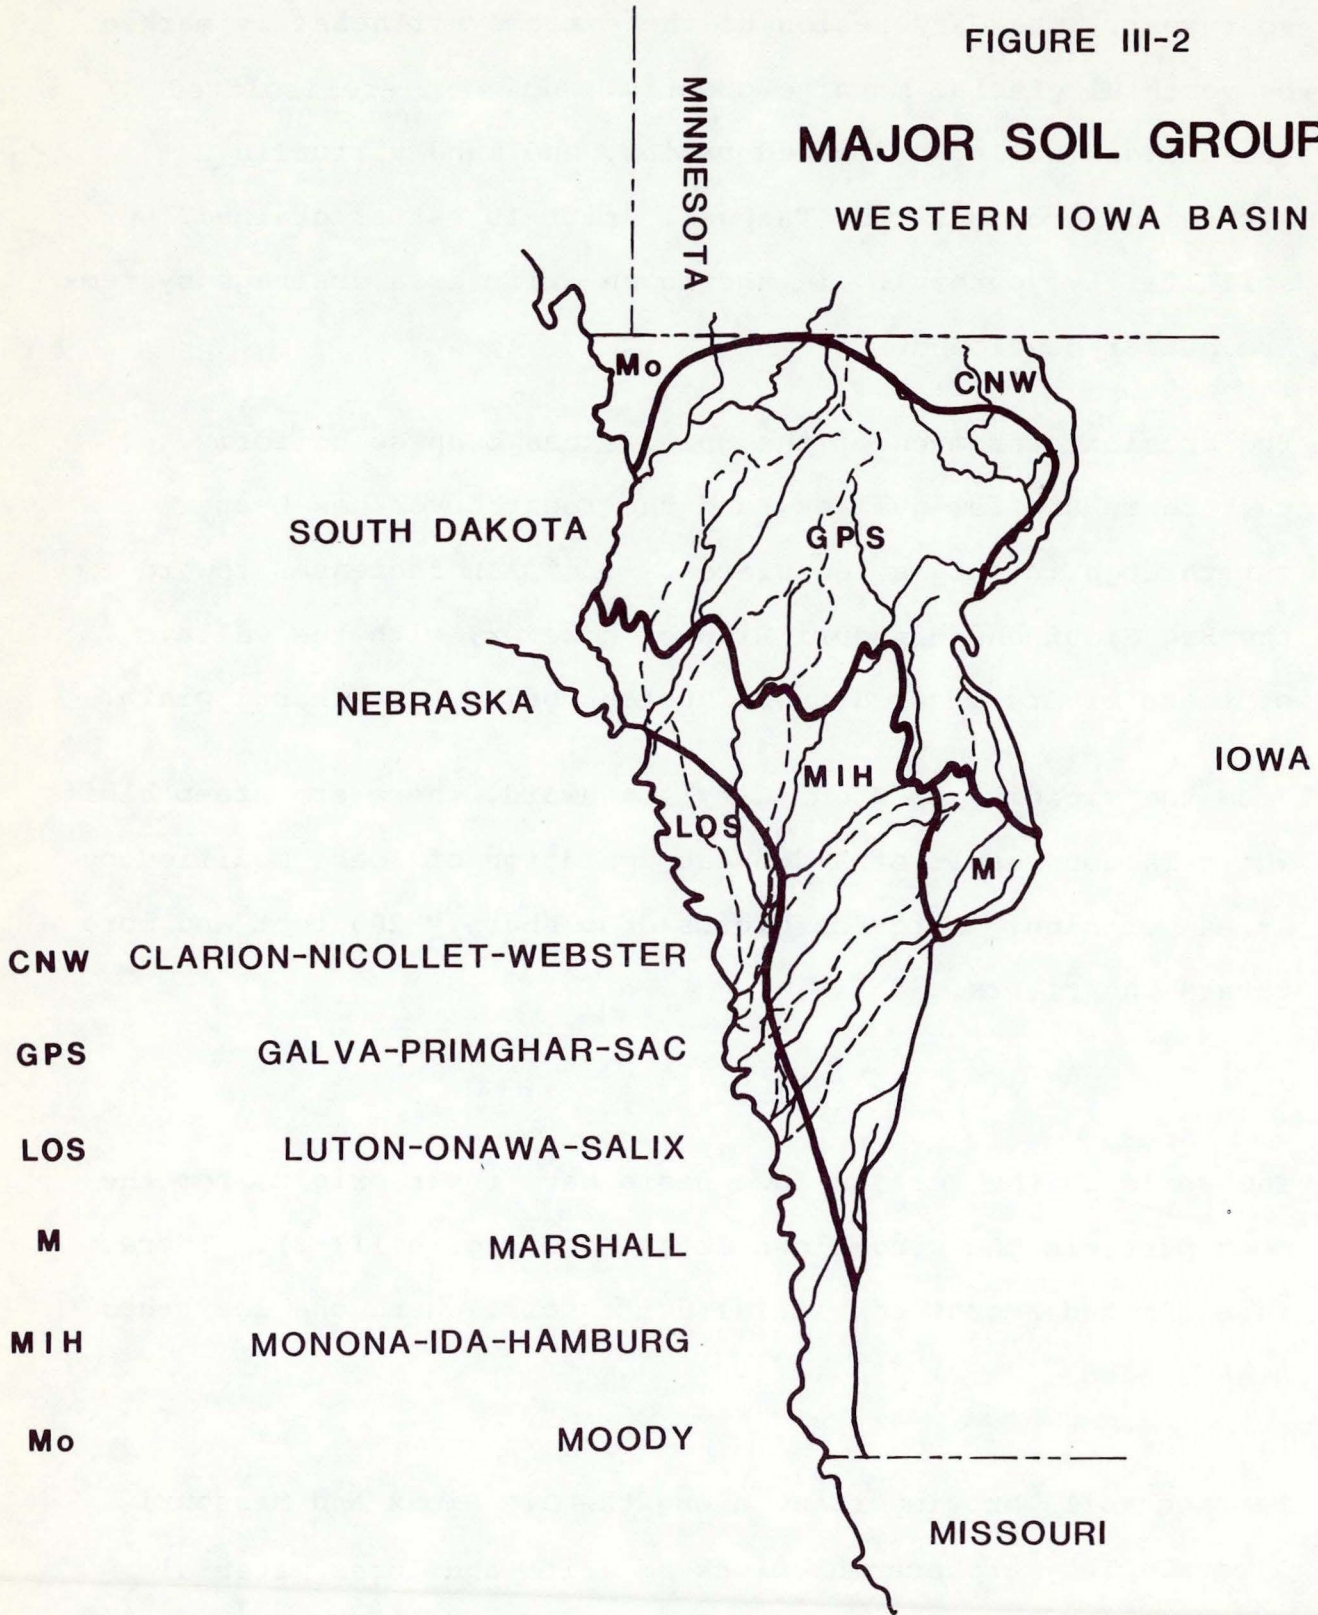 FIGURE III-2
MAJOR SOIL GROUP
WESTERN IOWA BASIN
MINNESOTA
Mo
CNW
SOUTH DAKOTA
GPS
NEBRASKA
IOWA
MIH
LOS
M
CNW CLARION-NICOLLET-WEBSTER
GPS GALVA-PRIMGHAR-SAC
LOS LUTON-ONAWA-SALIX
M MARSHALL
MIH MONONA-IDA-HAMBURG
Mo MOODY
MISSOURI